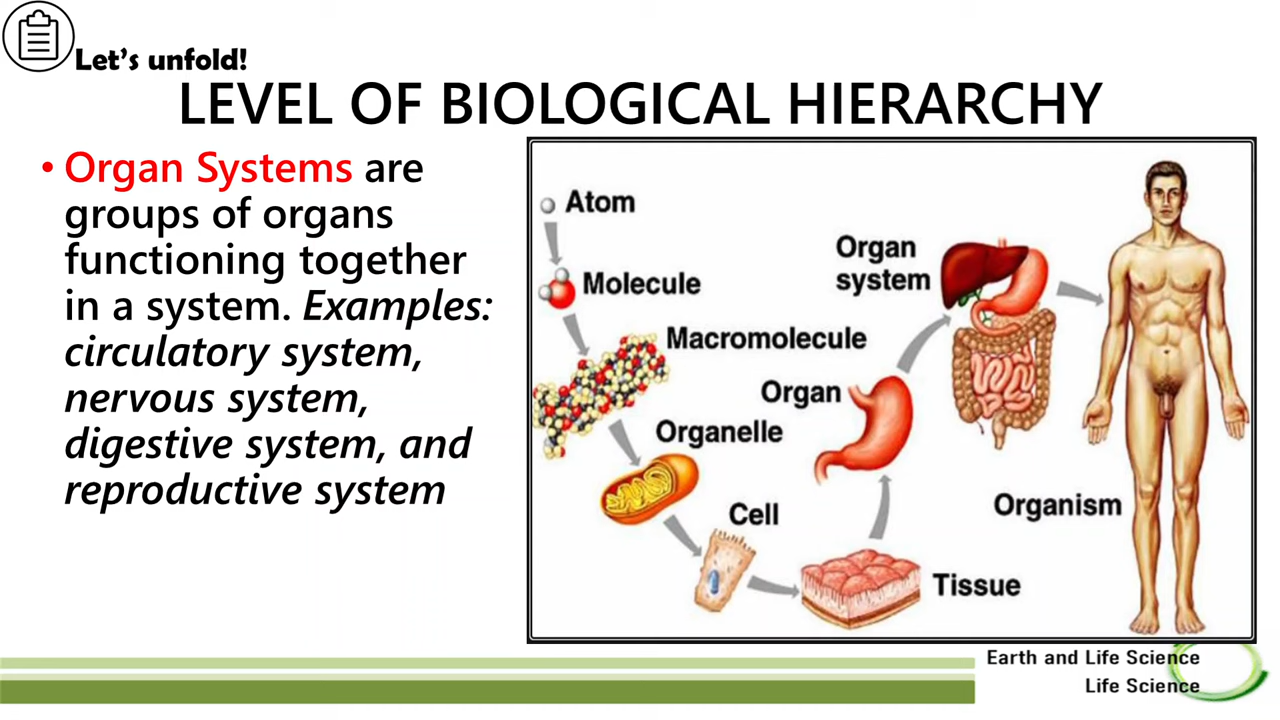 Let's unfold!
LEVEL OF BIOLOGICAL HIERARCHY
• Organ Systems are
groups of organs
functioning together
in a system. Examples:
circulatory system,
nervous system,
digestive system, and
reproductive system
Atom
Molecule
Macromolecule
Organelle
Cell
Tissue
Organ
Organ
system
Organism
Earth and Life Science
Life Science